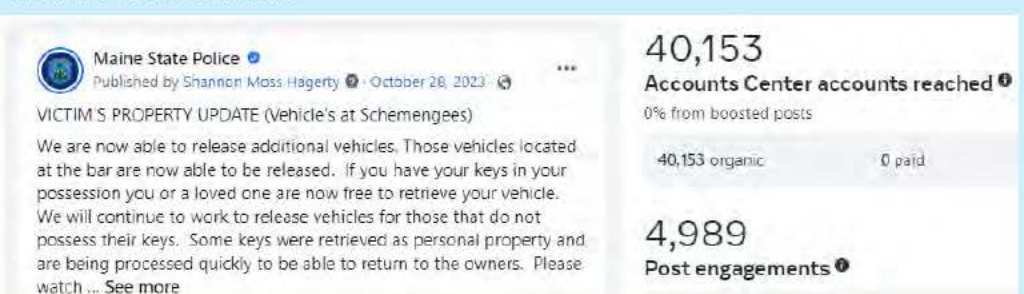 Maine State Police
Published by Shannon Moss Hagerty · October 28, 2023 ·
VICTIM'S PROPERTY UPDATE (Vehicle's at Schemengees)
We are now able to release additional vehicles. Those vehicles located
at the bar are now able to be released. If you have your keys in your
possession you or a loved one are now free to retrieve your vehicle.
We will continue to work to release vehicles for those that do not
possess their keys. Some keys were retrieved as personal property and
are being processed quickly to be able to return to the owners. Please
watch ... See more
40,153
Accounts Center accounts reached
0% from boosted posts
40,153 organic 0 paid
4,989
Post engagements